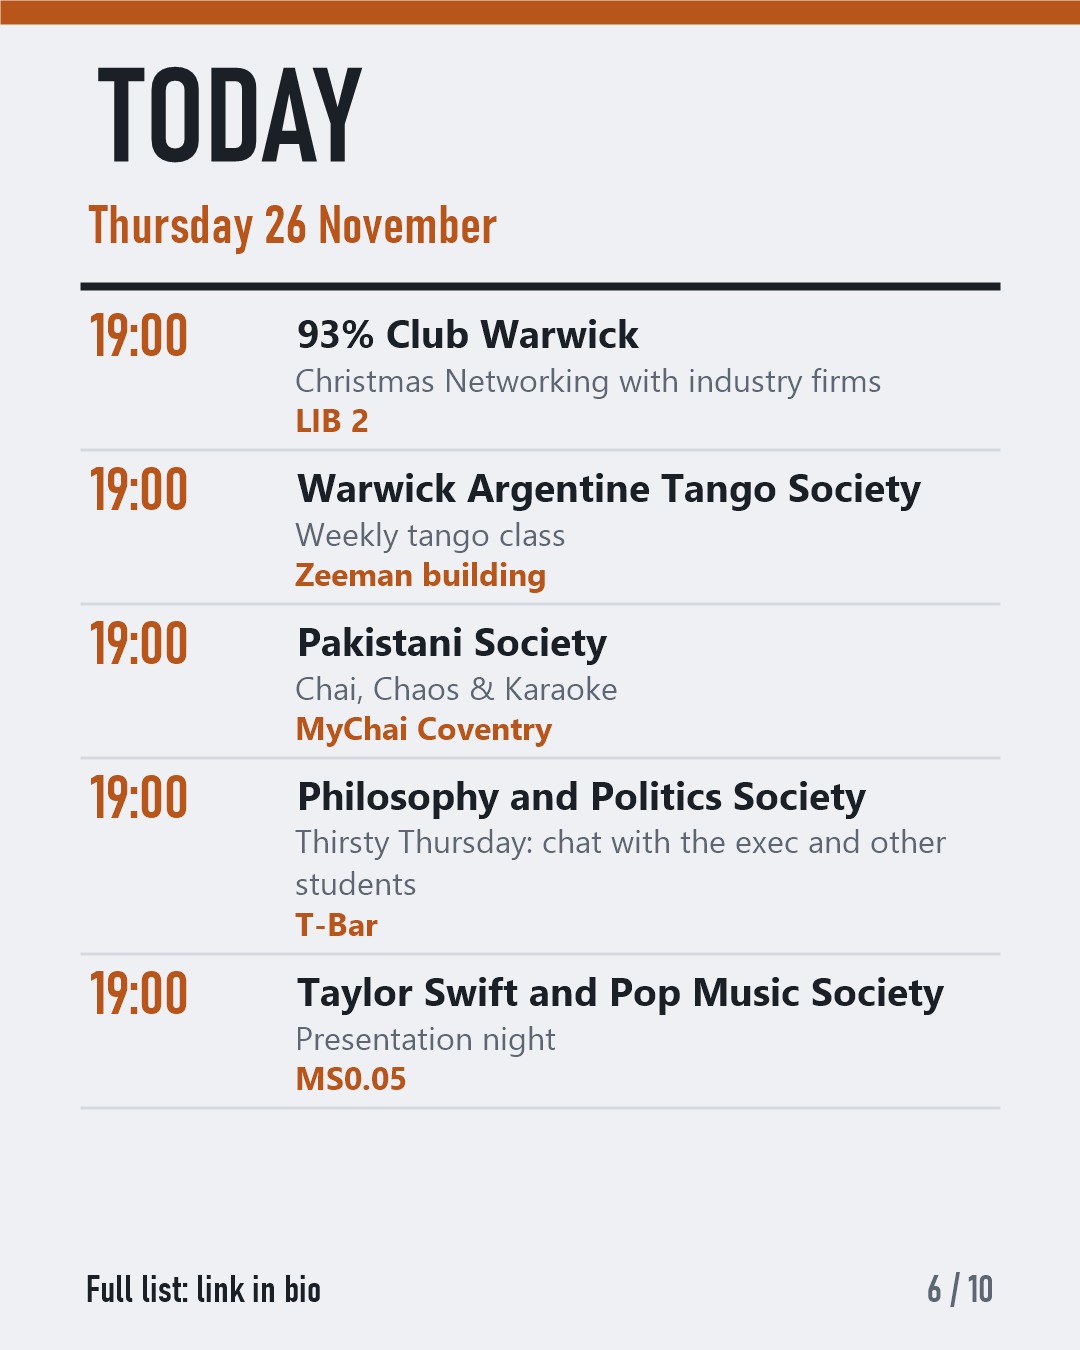 TODAY
Thursday 26 November
19:00
93% Club Warwick
Christmas Networking with industry firms
LIB 2
19:00
Warwick Argentine Tango Society
Weekly tango class
Zeeman building
19:00
Pakistani Society
Chai, Chaos & Karaoke
MyChai Coventry
19:00
Philosophy and Politics Society
Thirsty Thursday: chat with the exec and other
students
T-Bar
19:00
Taylor Swift and Pop Music Society
Presentation night
MS0.05
Full list: link in bio
6 / 10